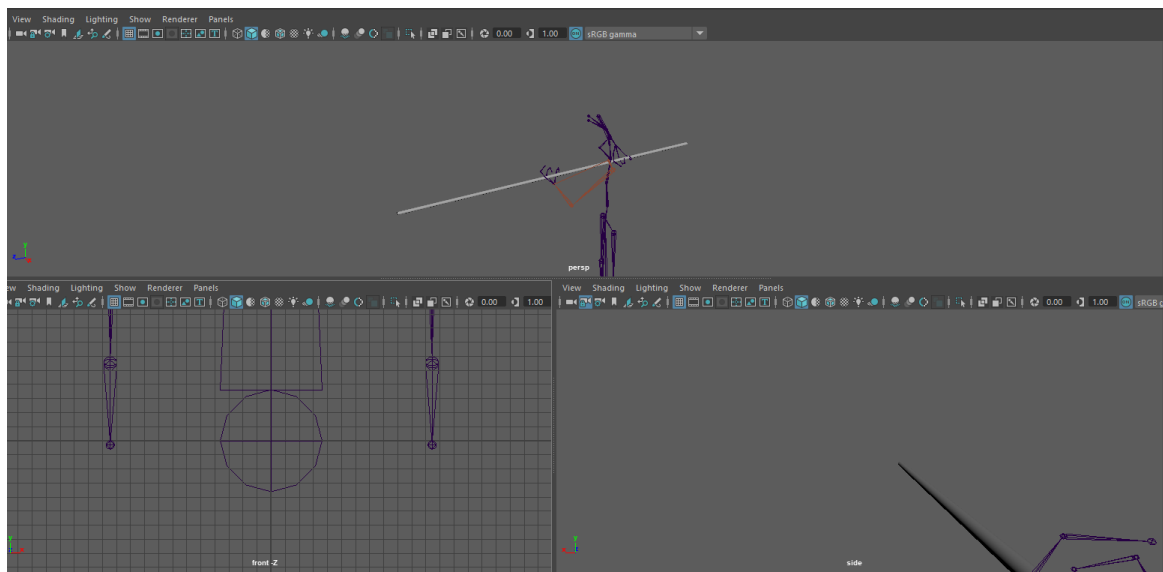 View Shading Lighting Show Renderer Panels
0.00 1.00 sRGB gamma
y
persp
ew Shading Lighting Show Renderer Panels
0.00 1.00
y
front -Z
View Shading Lighting Show Renderer Panels
0.00 1.00 sRGB g
y
side